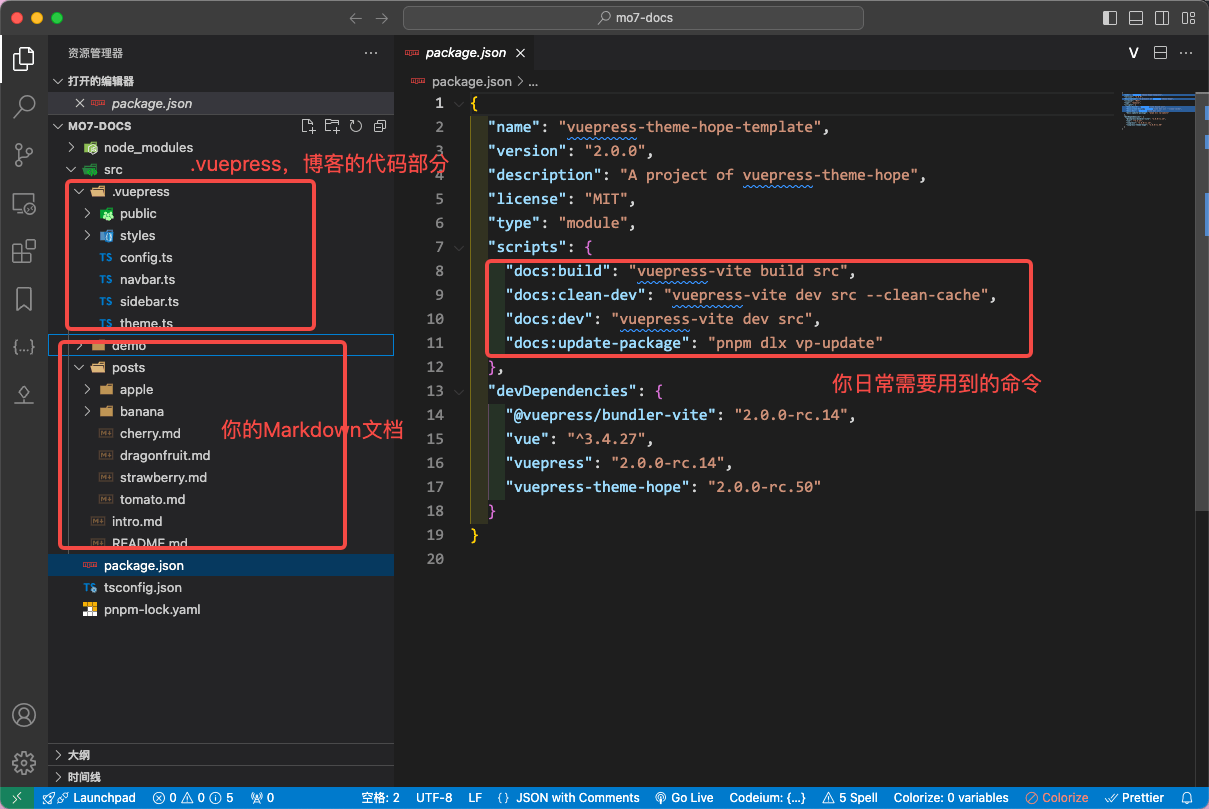 mo7-docs
资源管理器
打开的编辑器
package.json
MO7-DOCS
node_modules
src
.vuepress，博客的代码部分
.vuepress
public
styles
TS config.ts
TS navbar.ts
TS sidebar.ts
TS theme.ts
demo
posts
apple
banana
你的Markdown文档
cherry.md
dragonfruit.md
strawberry.md
tomato.md
intro.md
README.md
package.json
TS tsconfig.json
pnpm-lock.yaml
大纲
时间线
package.json
V
package.json > ...
1 {
2 "name": "vuepress-theme-hope-template",
3 "version": "2.0.0",
4 "description": "A project of vuepress-theme-hope",
5 "license": "MIT",
6 "type": "module",
7 "scripts": {
8 "docs:build": "vuepress-vite build src",
9 "docs:clean-dev": "vuepress-vite dev src --clean-cache",
10 "docs:dev": "vuepress-vite dev src",
11 "docs:update-package": "pnpm dlx vp-update"
12 },
你日常需要用到的命令
13 "devDependencies": {
14 "@vuepress/bundler-vite": "2.0.0-rc.14",
15 "vue": "^3.4.27",
16 "vuepress": "2.0.0-rc.14",
17 "vuepress-theme-hope": "2.0.0-rc.50"
18 }
19 }
20
Launchpad 0 0 5 0 空格: 2 UTF-8 LF {} JSON with Comments Go Live Codeium: {...} 5 Spell Colorize: 0 variables Colorize Prettier